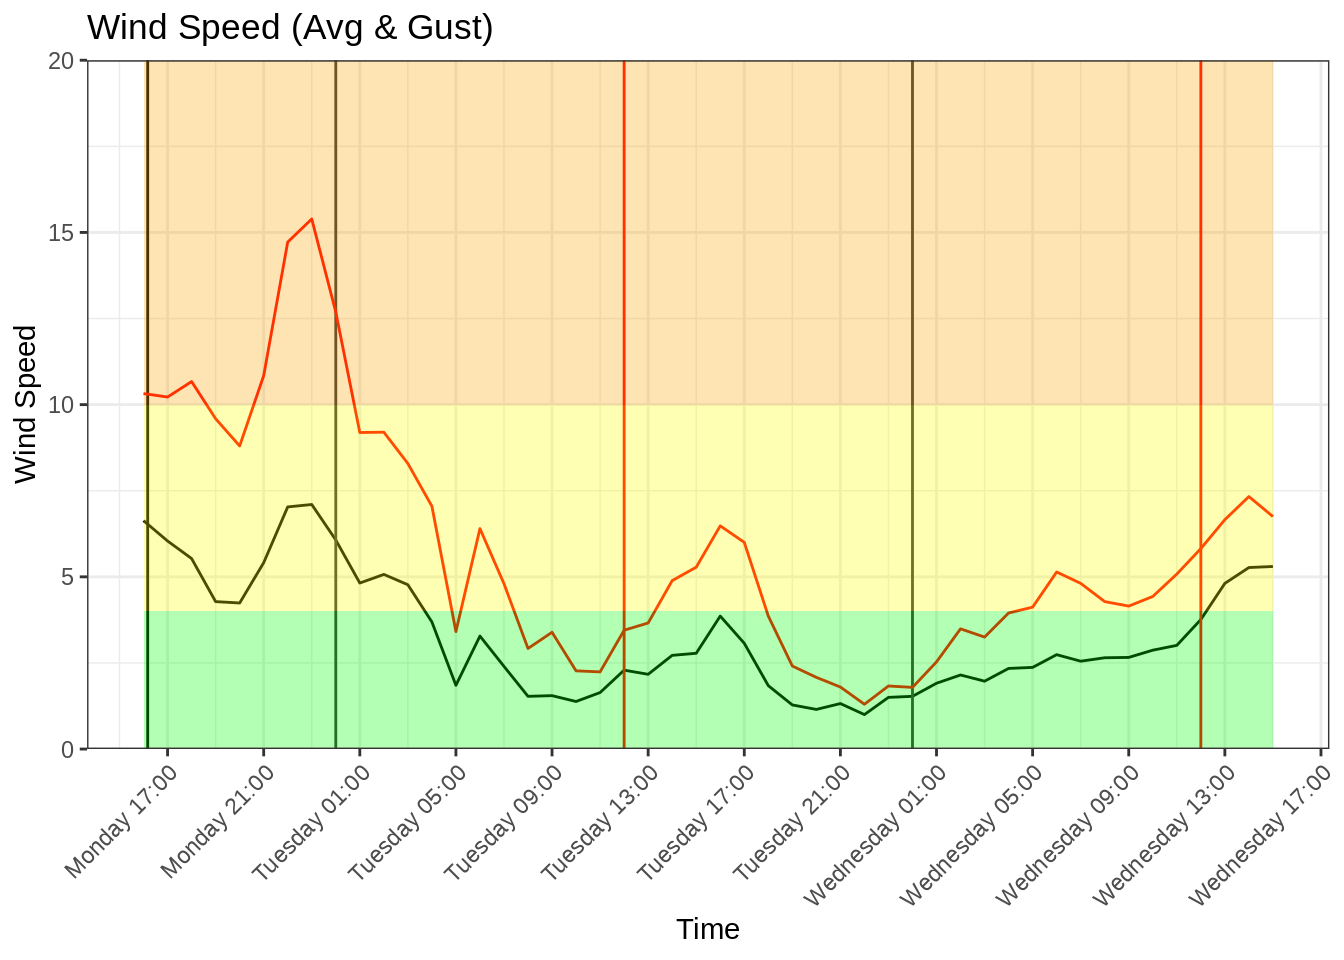 Wind Speed (Avg & Gust)
20
15
10
5
0
Wind Speed
Monday 17:00
Monday 21:00
Tuesday 01:00
Tuesday 05:00
Tuesday 09:00
Tuesday 13:00
Tuesday 17:00
Tuesday 21:00
Wednesday 01:00
Wednesday 05:00
Wednesday 09:00
Wednesday 13:00
Wednesday 17:00
Time